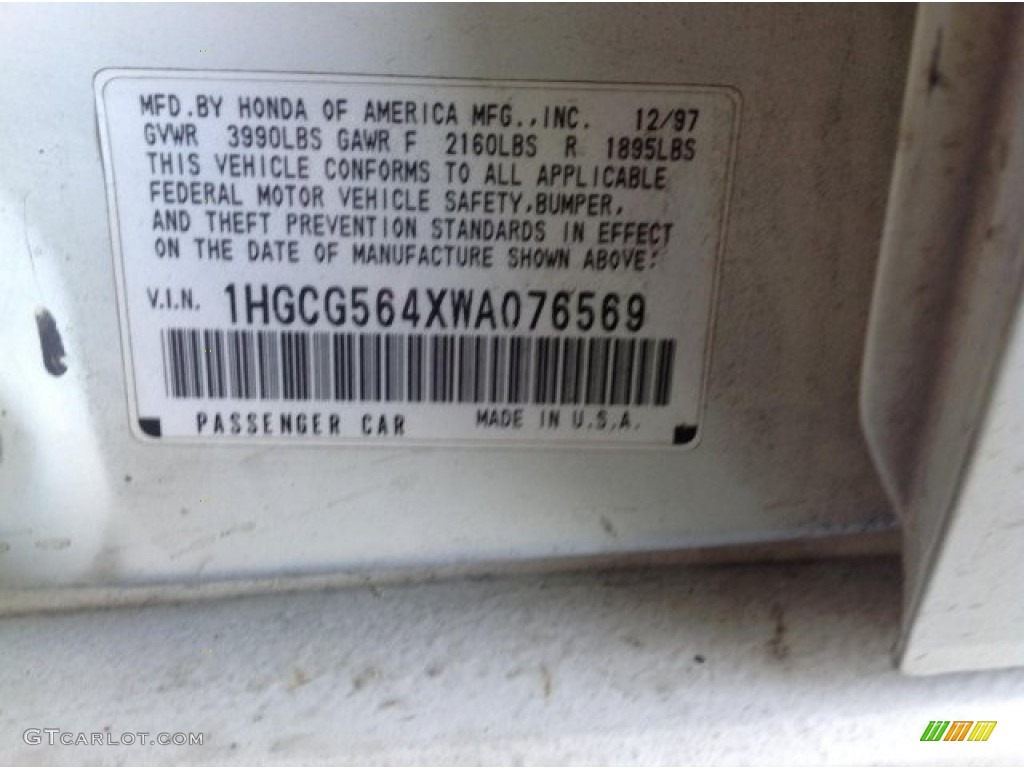 MFD.BY HONDA OF AMERICA MFG.,INC. 12/97
GVWR 3990LBS GAWR F 2160LBS R 1895LBS
THIS VEHICLE CONFORMS TO ALL APPLICABLE
FEDERAL MOTOR VEHICLE SAFETY,BUMPER,
AND THEFT PREVENTION STANDARDS IN EFFECT
ON THE DATE OF MANUFACTURE SHOWN ABOVE:
V.I.N. 1HGCG564XWA076569
PASSENGER CAR MADE IN U.S.A.
GTCARLOT.COM